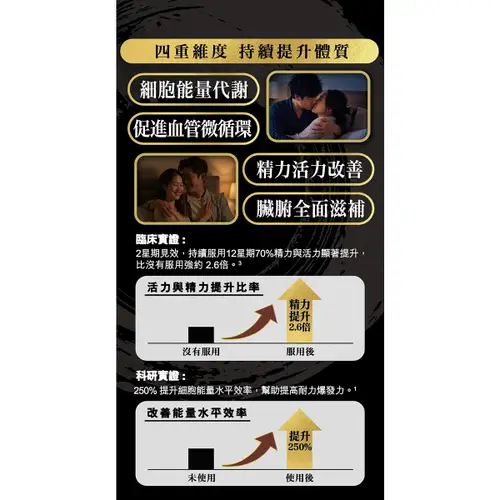 四重維度 持續提升體質
細胞能量代謝
促進血管微循環
精力活力改善
臟腑全面滋補
臨床實證：
2星期見效，持續服用12星期70%精力與活力顯著提升，
比沒有服用強約 2.6倍。³
活力與精力提升比率
精力
提升
2.6倍
沒有服用
服用後
科研實證：
250% 提升細胞能量水平效率，幫助提高耐力爆發力。¹
改善能量水平效率
提升
250%
未使用
使用後